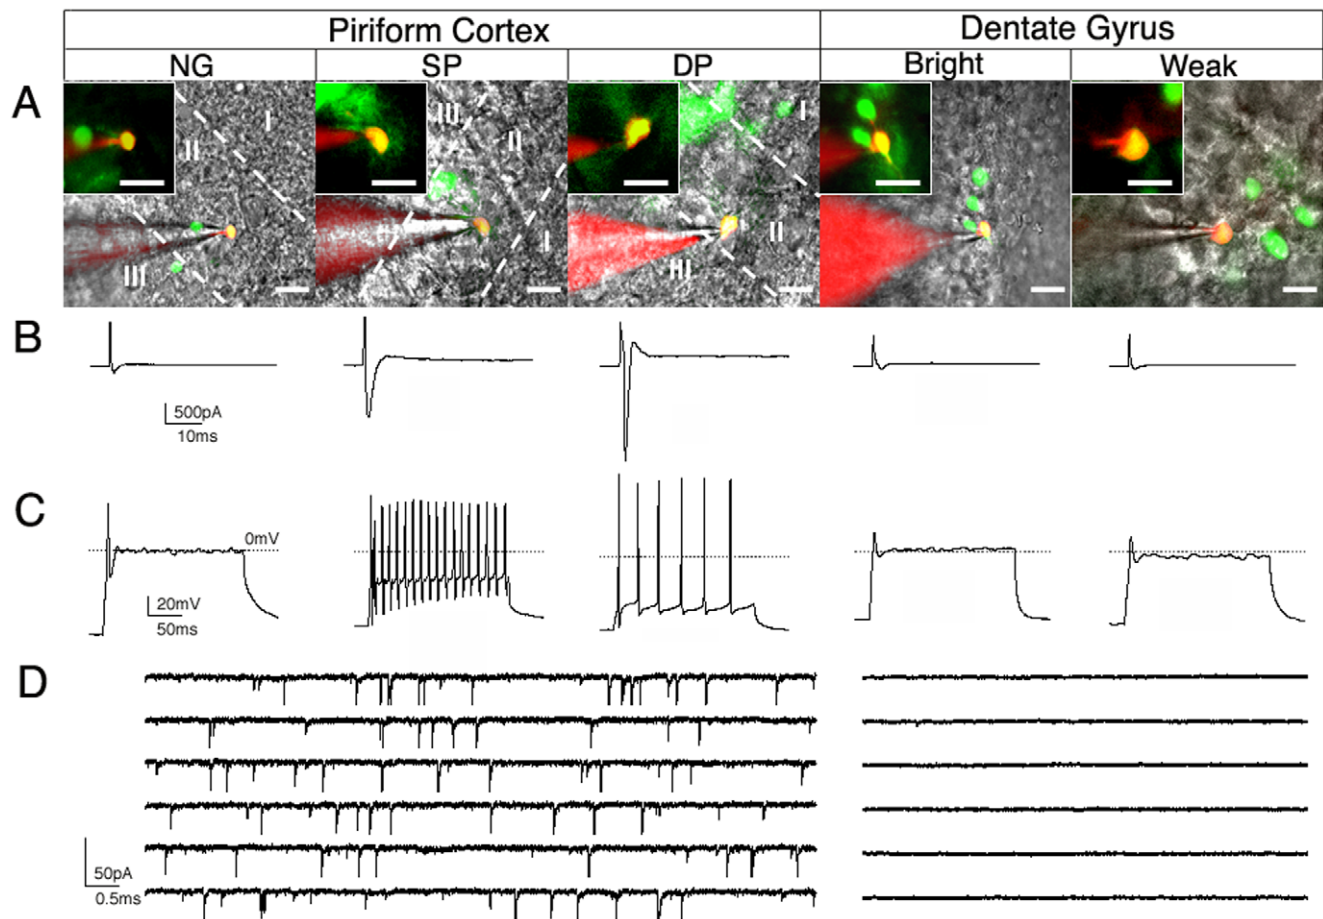 Piriform Cortex Dentate Gyrus
NG SP DP Bright Weak
A
I II III
III II I
I II III
B
500pA
10ms
C
0mV
20mV
50ms
D
50pA
0.5ms